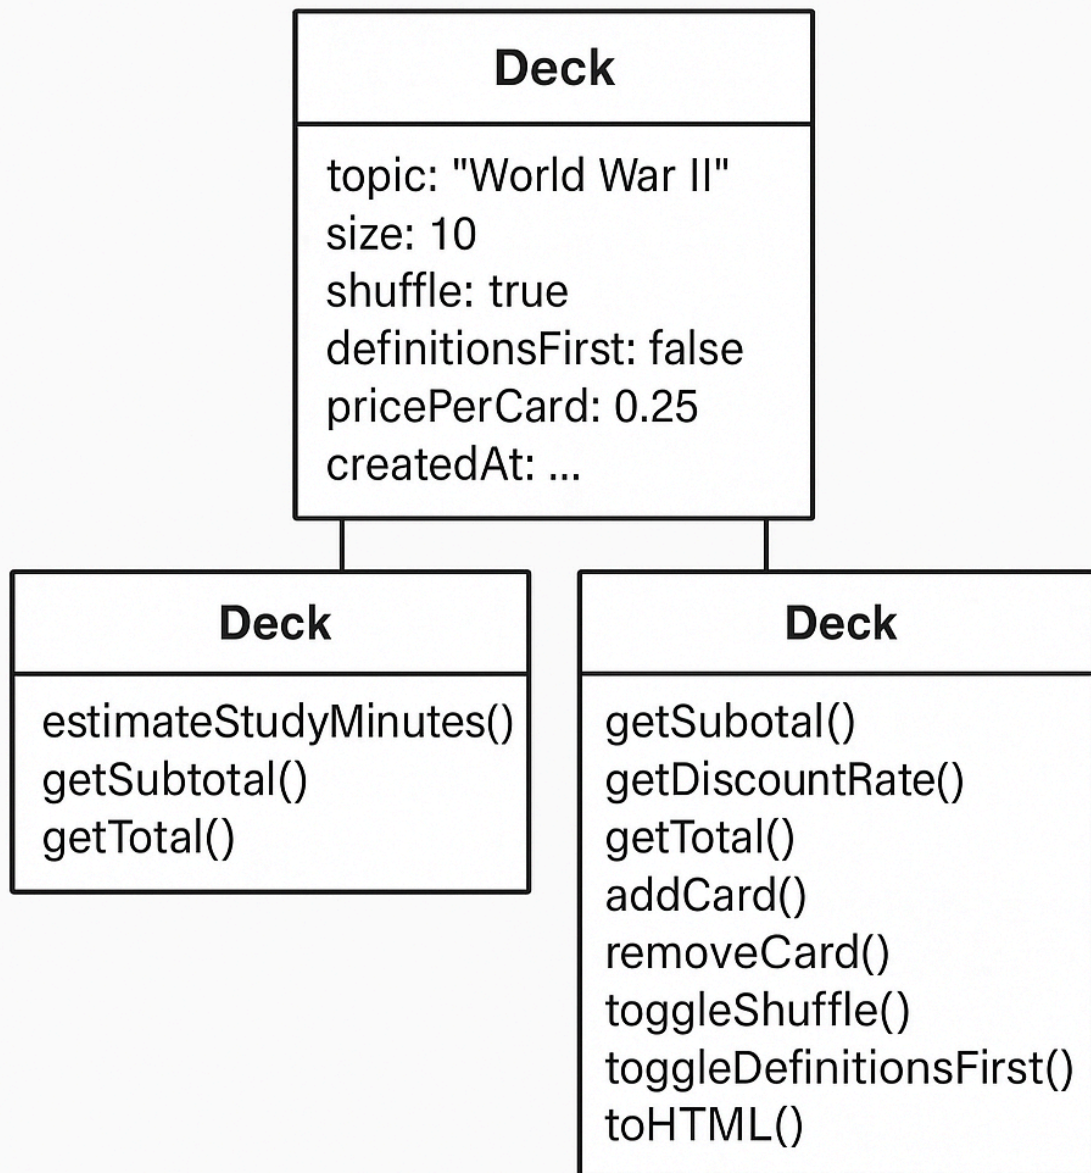 Deck
topic: "World War II"
size: 10
shuffle: true
definitionsFirst: false
pricePerCard: 0.25
createdAt: ...
Deck
estimateStudyMinutes()
getSubtotal()
getTotal()
Deck
getSubotal()
getDiscountRate()
getTotal()
addCard()
removeCard()
toggleShuffle()
toggleDefinitionsFirst()
toHTML()